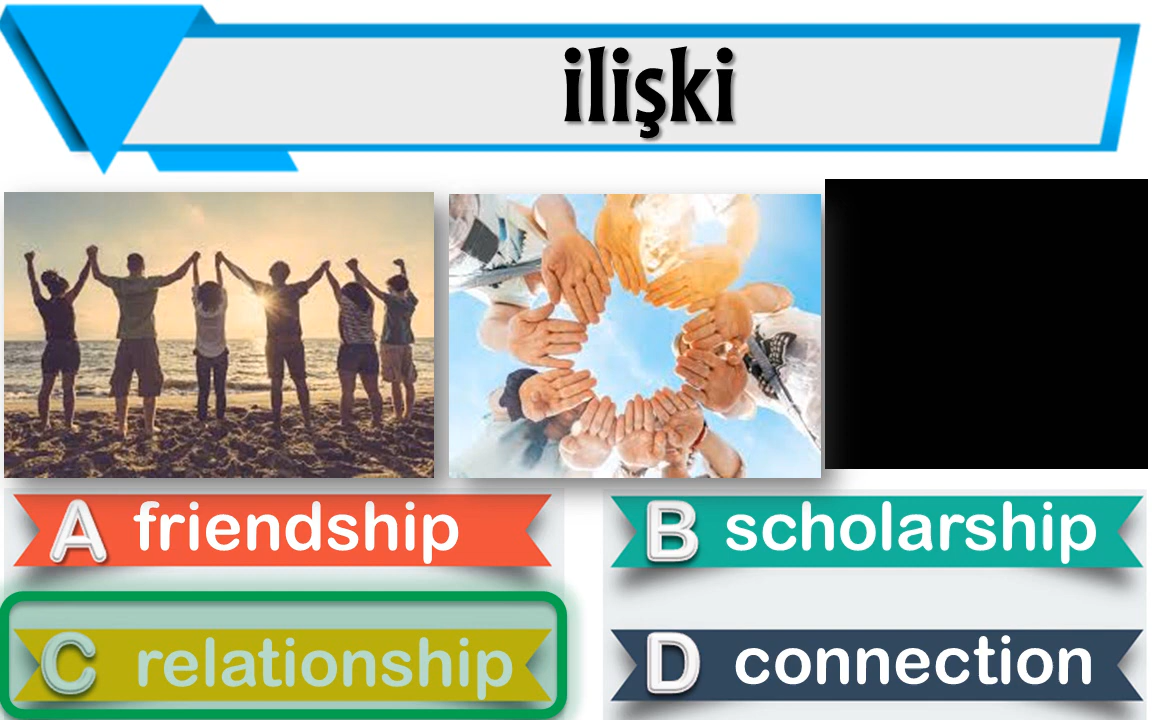 ilişki
A friendship
B scholarship
C relationship
D connection